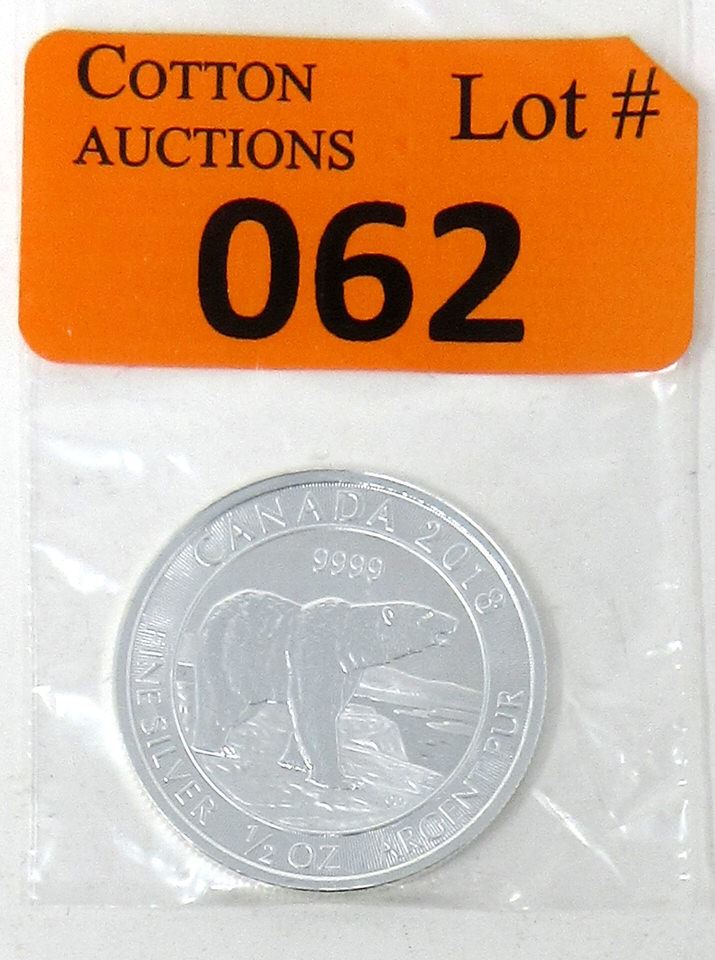 COTTON
AUCTIONS
Lot #
062
CANADA 2018
9999
FINE SILVER 1/2 OZ ARGENT PUR